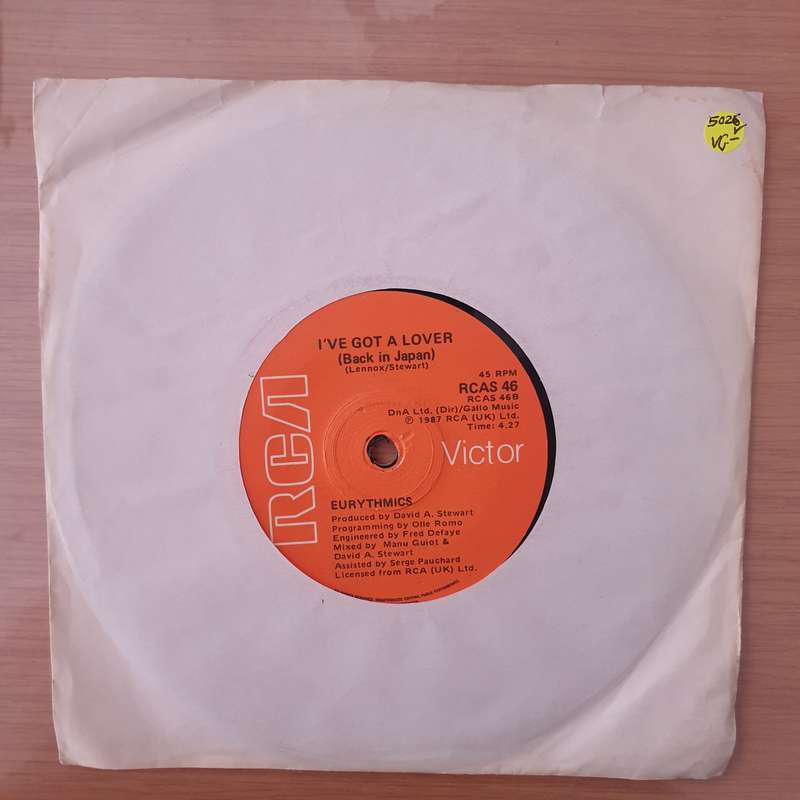 5026
VG-
I'VE GOT A LOVER
(Back in Japan)
(Lennox/Stewart)
45 RPM
RCAS 46
RCAS 46B
DnA Ltd. (Dir)/Gallo Music
℗ 1987 RCA (UK) Ltd.
Time: 4.27
RCA
Victor
EURYTHMICS
Produced by David A. Stewart
Programming by Olle Romo
Engineered by Fred Defaye
Mixed by Manu Guiot &
David A. Stewart
Assisted by Serge Pauchard
Licensed from RCA (UK) Ltd.